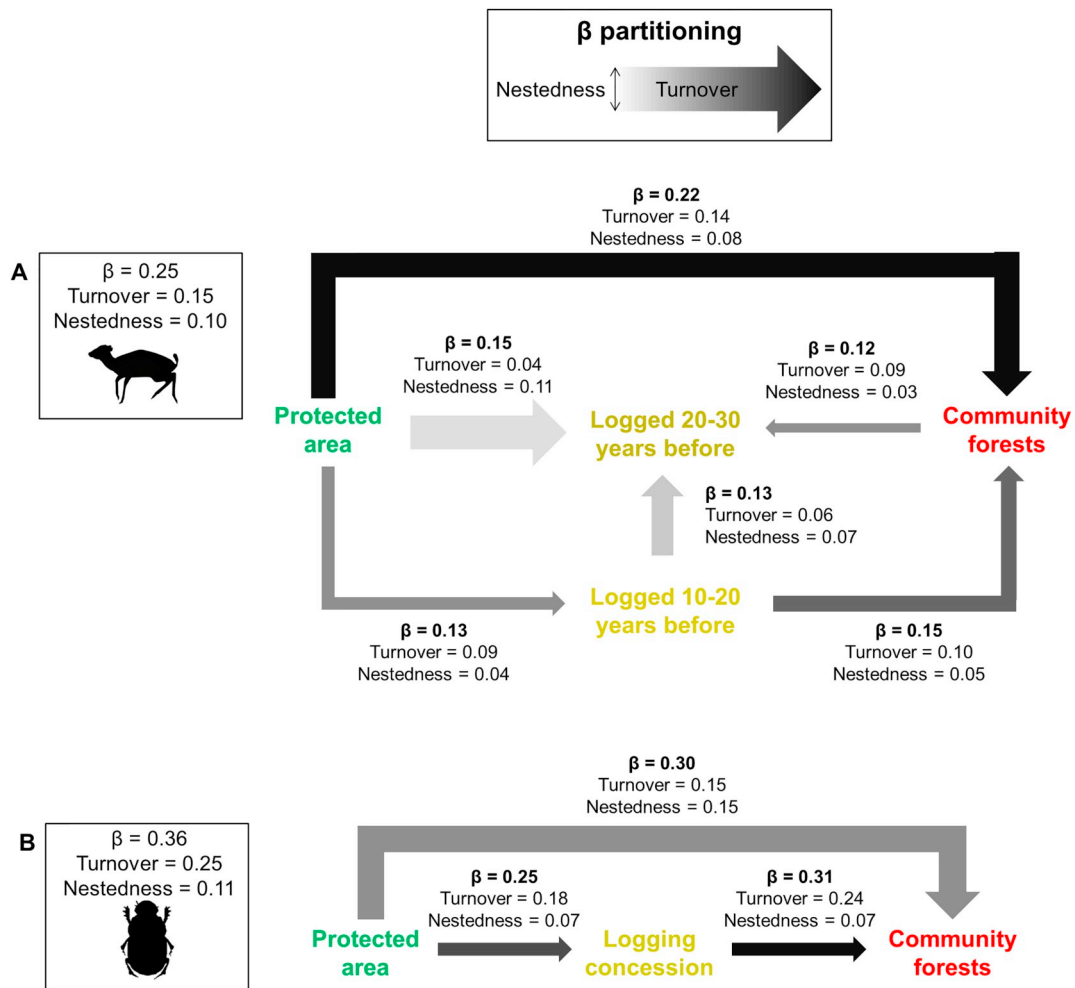 β partitioning
Nestedness
Turnover
β = 0.22
Turnover = 0.14
Nestedness = 0.08
A
β = 0.25
Turnover = 0.15
Nestedness = 0.10
β = 0.15
Turnover = 0.04
Nestedness = 0.11
β = 0.12
Turnover = 0.09
Nestedness = 0.03
Protected
area
Logged 20-30
years before
Community
forests
β = 0.13
Turnover = 0.06
Nestedness = 0.07
Logged 10-20
years before
β = 0.13
Turnover = 0.09
Nestedness = 0.04
β = 0.15
Turnover = 0.10
Nestedness = 0.05
β = 0.30
Turnover = 0.15
Nestedness = 0.15
B
β = 0.36
Turnover = 0.25
Nestedness = 0.11
β = 0.25
Turnover = 0.18
Nestedness = 0.07
β = 0.31
Turnover = 0.24
Nestedness = 0.07
Protected
area
Logging
concession
Community
forests